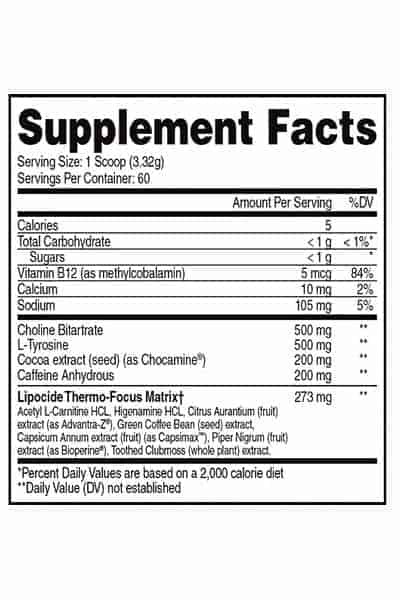 Supplement Facts
Serving Size: 1 Scoop (3.32g)
Servings Per Container: 60
Amount Per Serving %DV
Calories 5
Total Carbohydrate < 1 g < 1%*
Sugars < 1 g *
Vitamin B12 (as methylcobalamin) 5 mcg 84%
Calcium 10 mg 2%
Sodium 105 mg 5%
Choline Bitartrate 500 mg **
L-Tyrosine 500 mg **
Cocoa extract (seed) (as Chocamine®) 200 mg **
Caffeine Anhydrous 200 mg **
Lipocide Thermo-Focus Matrix† 273 mg **
Acetyl L-Carnitine HCL, Higenamine HCL, Citrus Aurantium (fruit)
extract (as Advantra-Z®), Green Coffee Bean (seed) extract,
Capsicum Annum extract (fruit) (as Capsimax™), Piper Nigrum (fruit)
extract (as Bioperine®), Toothed Clubmoss (whole plant) extract.
*Percent Daily Values are based on a 2,000 calorie diet
**Daily Value (DV) not established